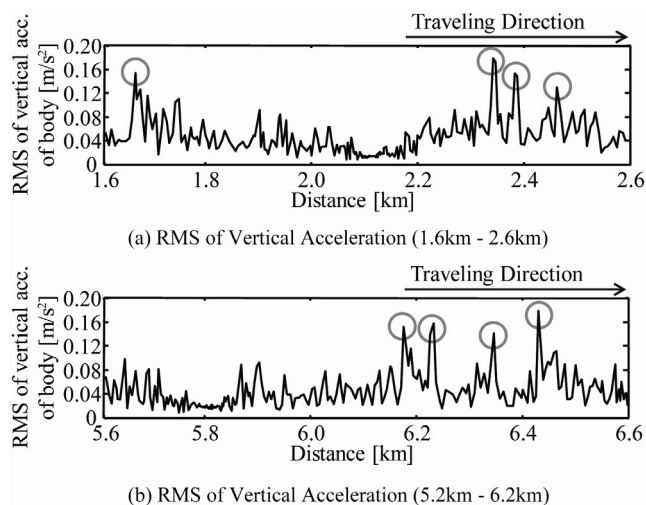 Traveling Direction
RMS of vertical acc.
of body [m/s²]
0.20
0.16
0.12
0.08
0.04
0
1.6
1.8
2.0
2.2
2.4
2.6
Distance [km]
(a) RMS of Vertical Acceleration (1.6km - 2.6km)
Traveling Direction
RMS of vertical acc.
of body [m/s²]
0.20
0.16
0.12
0.08
0.04
0
5.6
5.8
6.0
6.2
6.4
6.6
Distance [km]
(b) RMS of Vertical Acceleration (5.2km - 6.2km)